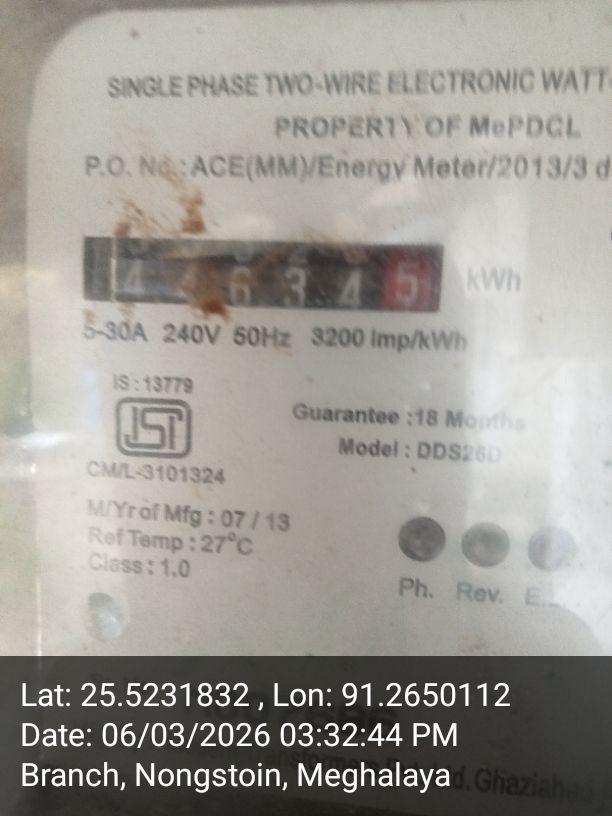 SINGLE PHASE TWO-WIRE ELECTRONIC WATT-
PROPERTY OF MePDCL
P.O. No.: ACE(MM)/Energy Meter/2013/3 d
4 4 6 3 4 5 kWh
5-30A 240V 50Hz 3200 Imp/kWh
IS : 13779
ISI
CM/L-3101324
Guarantee : 18 Months
Model : DDS26D
M/Yr of Mfg : 07 / 13
Ref Temp : 27°C
Class : 1.0
Ph. Rev.
Lat: 25.5231832 , Lon: 91.2650112
Date: 06/03/2026 03:32:44 PM
Branch, Nongstoin, Meghalaya
Ltd. Ghaziabad